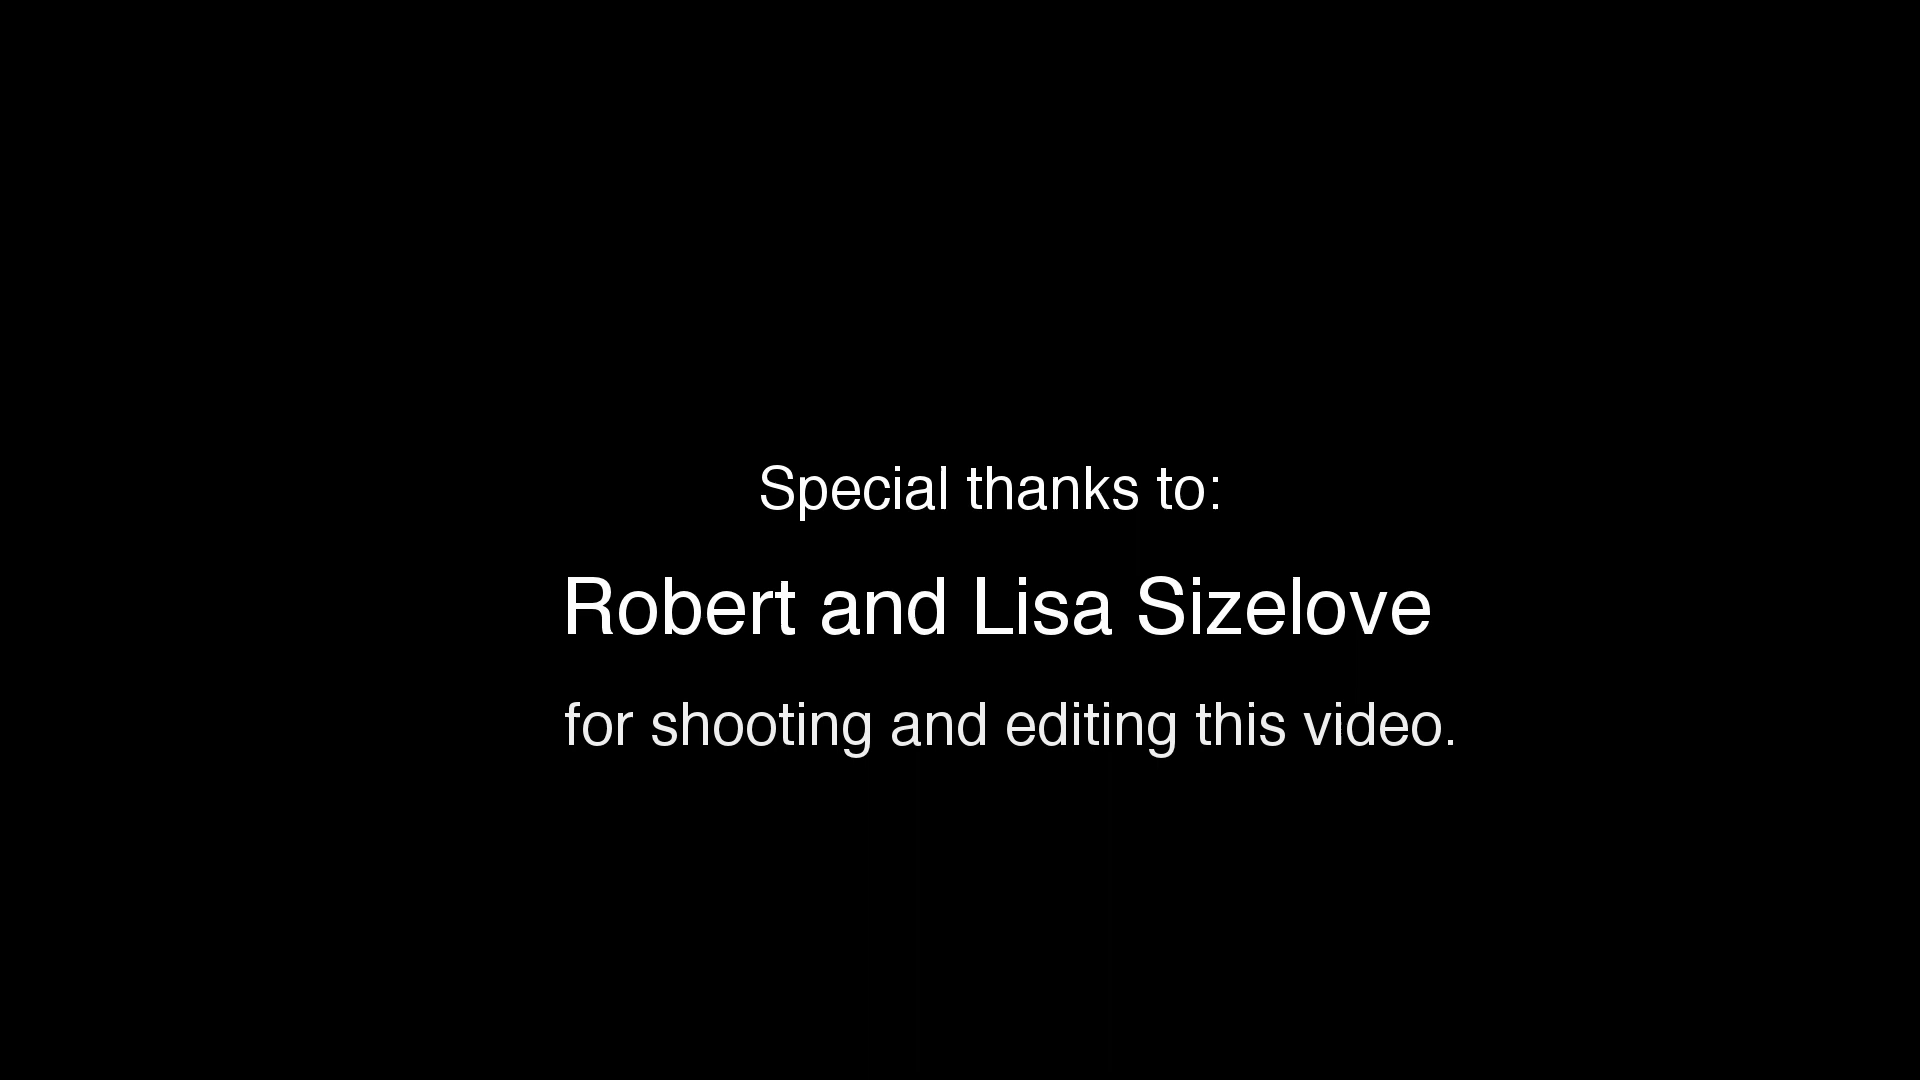 Special thanks to:
Robert and Lisa Sizelove
for shooting and editing this video.